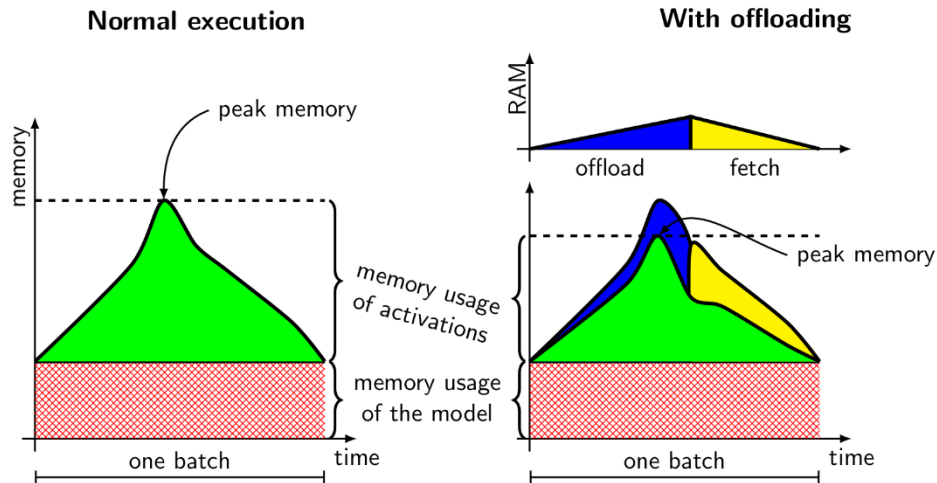 Normal execution
With offloading
RAM
offload
fetch
memory
peak memory
peak memory
memory usage
of activations
memory usage
of the model
time
one batch
time
one batch